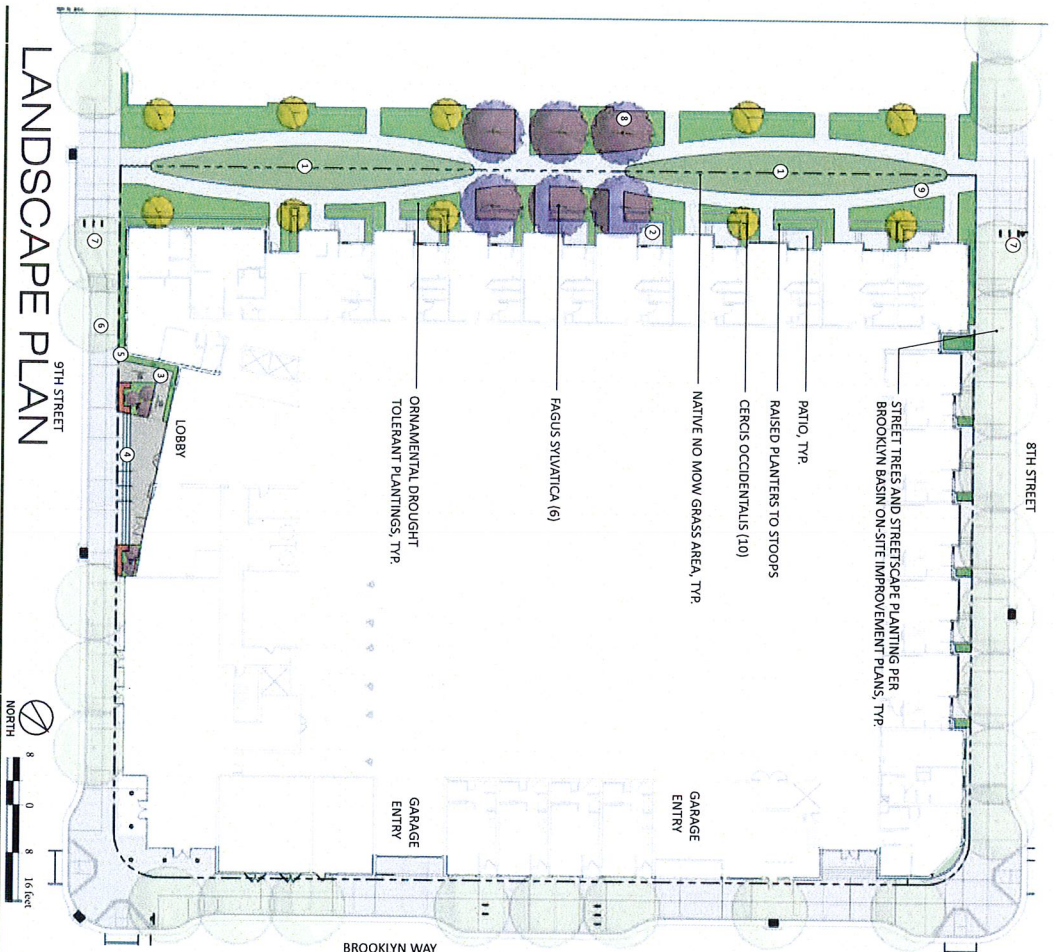 LANDSCAPE PLAN
8TH STREET
STREET TREES AND STREETSCAPE PLANTING PER
BROOKLYN BASIN ON-SITE IMPROVEMENT PLANS, TYP.
PATIO, TYP.
RAISED PLANTERS TO STOOPS
CERCIS OCCIDENTALIS (10)
NATIVE NO MOW GRASS AREA, TYP.
FAGUS SYLVATICA (6)
ORNAMENTAL DROUGHT
TOLERANT PLANTINGS, TYP.
LOBBY
9TH STREET
GARAGE
ENTRY
GARAGE
ENTRY
BROOKLYN WAY
NORTH
8 0 8 16 feet
1
1
2
3
4
5
6
7
7
8
9